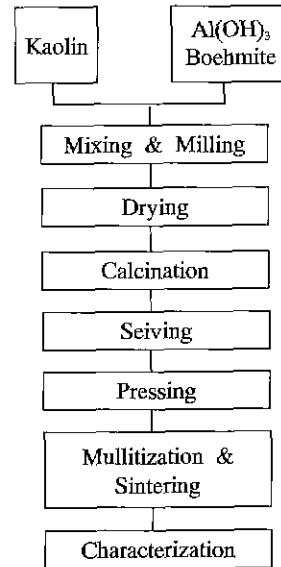 Kaolin
Al(OH)₃
Boehmite
Mixing & Milling
Drying
Calcination
Seiving
Pressing
Mullitization &
Sintering
Characterization